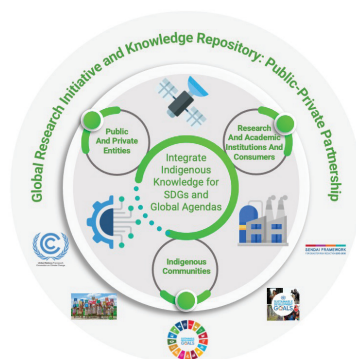 Global Research Initiative and Knowledge Repository: Public-Private Partnership
Public
And Private
Entities
Research
And Academic
Institutions And
Consumers
Integrate
Indigenous
Knowledge for
SDGs and
Global Agendas
Indigenous
Communities
SENDAI FRAMEWORK
GOALS